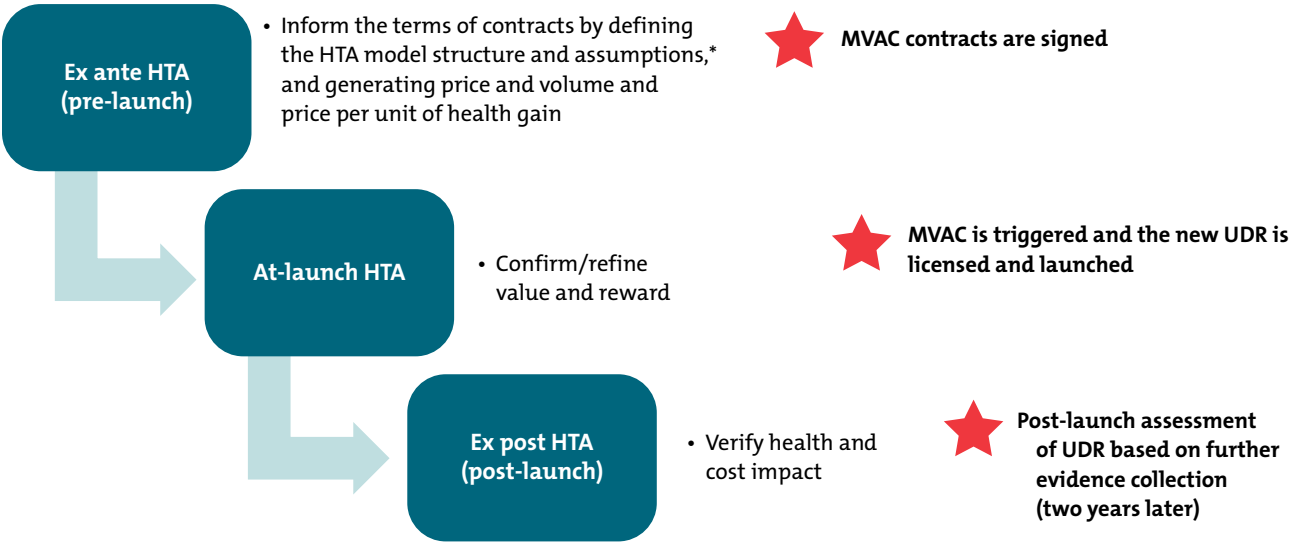 Ex ante HTA
(pre-launch)
• Inform the terms of contracts by defining
the HTA model structure and assumptions,*
and generating price and volume and
price per unit of health gain
MVAC contracts are signed
At-launch HTA
• Confirm/refine
value and reward
MVAC is triggered and the new UDR is
licensed and launched
Ex post HTA
(post-launch)
• Verify health and
cost impact
Post-launch assessment
of UDR based on further
evidence collection
(two years later)